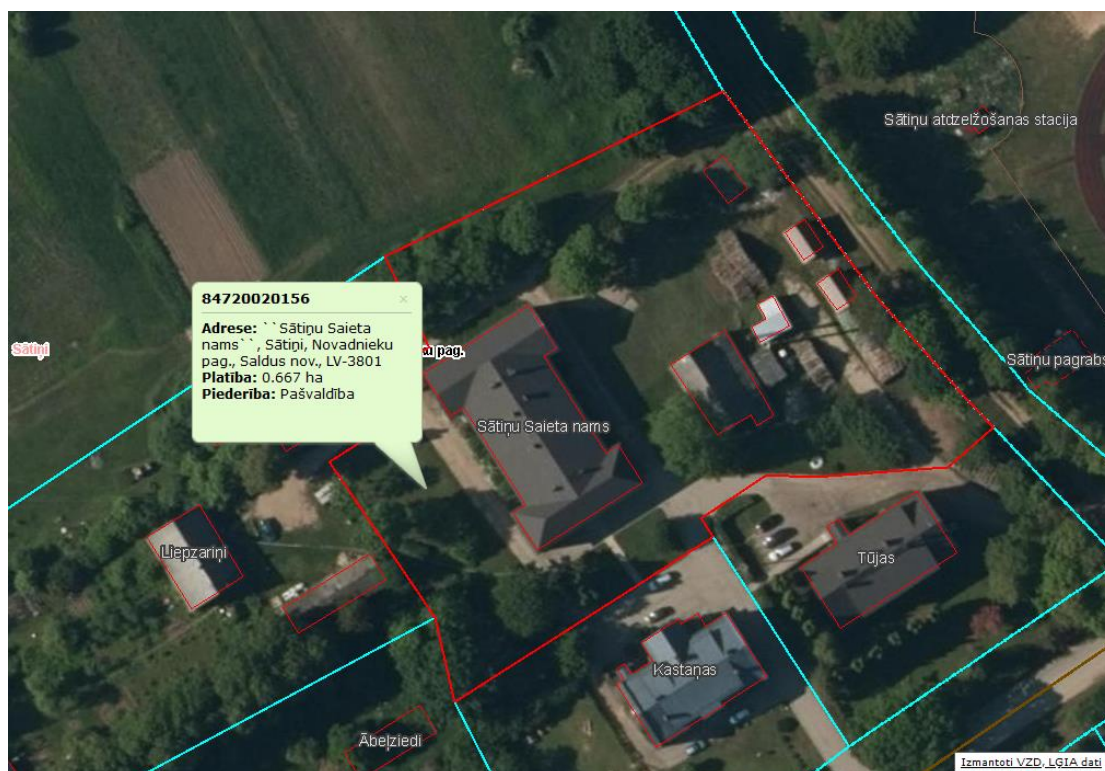 Sātiņu atdzelžošanas stacija
84720020156
×
Adrese: ``Sātiņu Saieta
nams``, Sātiņi, Novadnieku
pag., Saldus nov., LV-3801
Platība: 0.667 ha
Piederība: Pašvaldība
Sātiņi
u pag.
Sātiņu pagrabs
Sātiņu Saieta nams
Liepzariņi
Tūjas
Kastaņas
Ābeļziedi
Izmantoti VZD, LĢIA dati